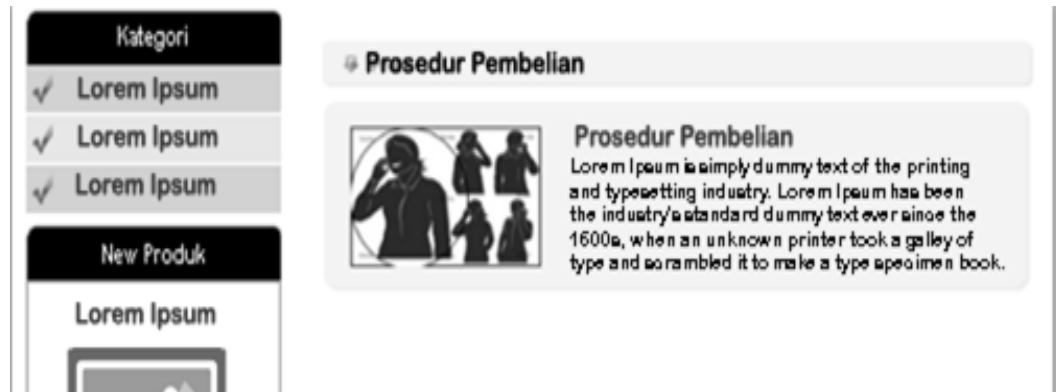 Kategori
Lorem Ipsum
Lorem Ipsum
Lorem Ipsum
New Produk
Lorem Ipsum
Prosedur Pembelian
Prosedur Pembelian
Lorem Ipsum is simply dummy text of the printing
and typesetting industry. Lorem Ipsum has been
the industry's standard dummy text ever since the
1500s, when an unknown printer took a galley of
type and scrambled it to make a type specimen book.